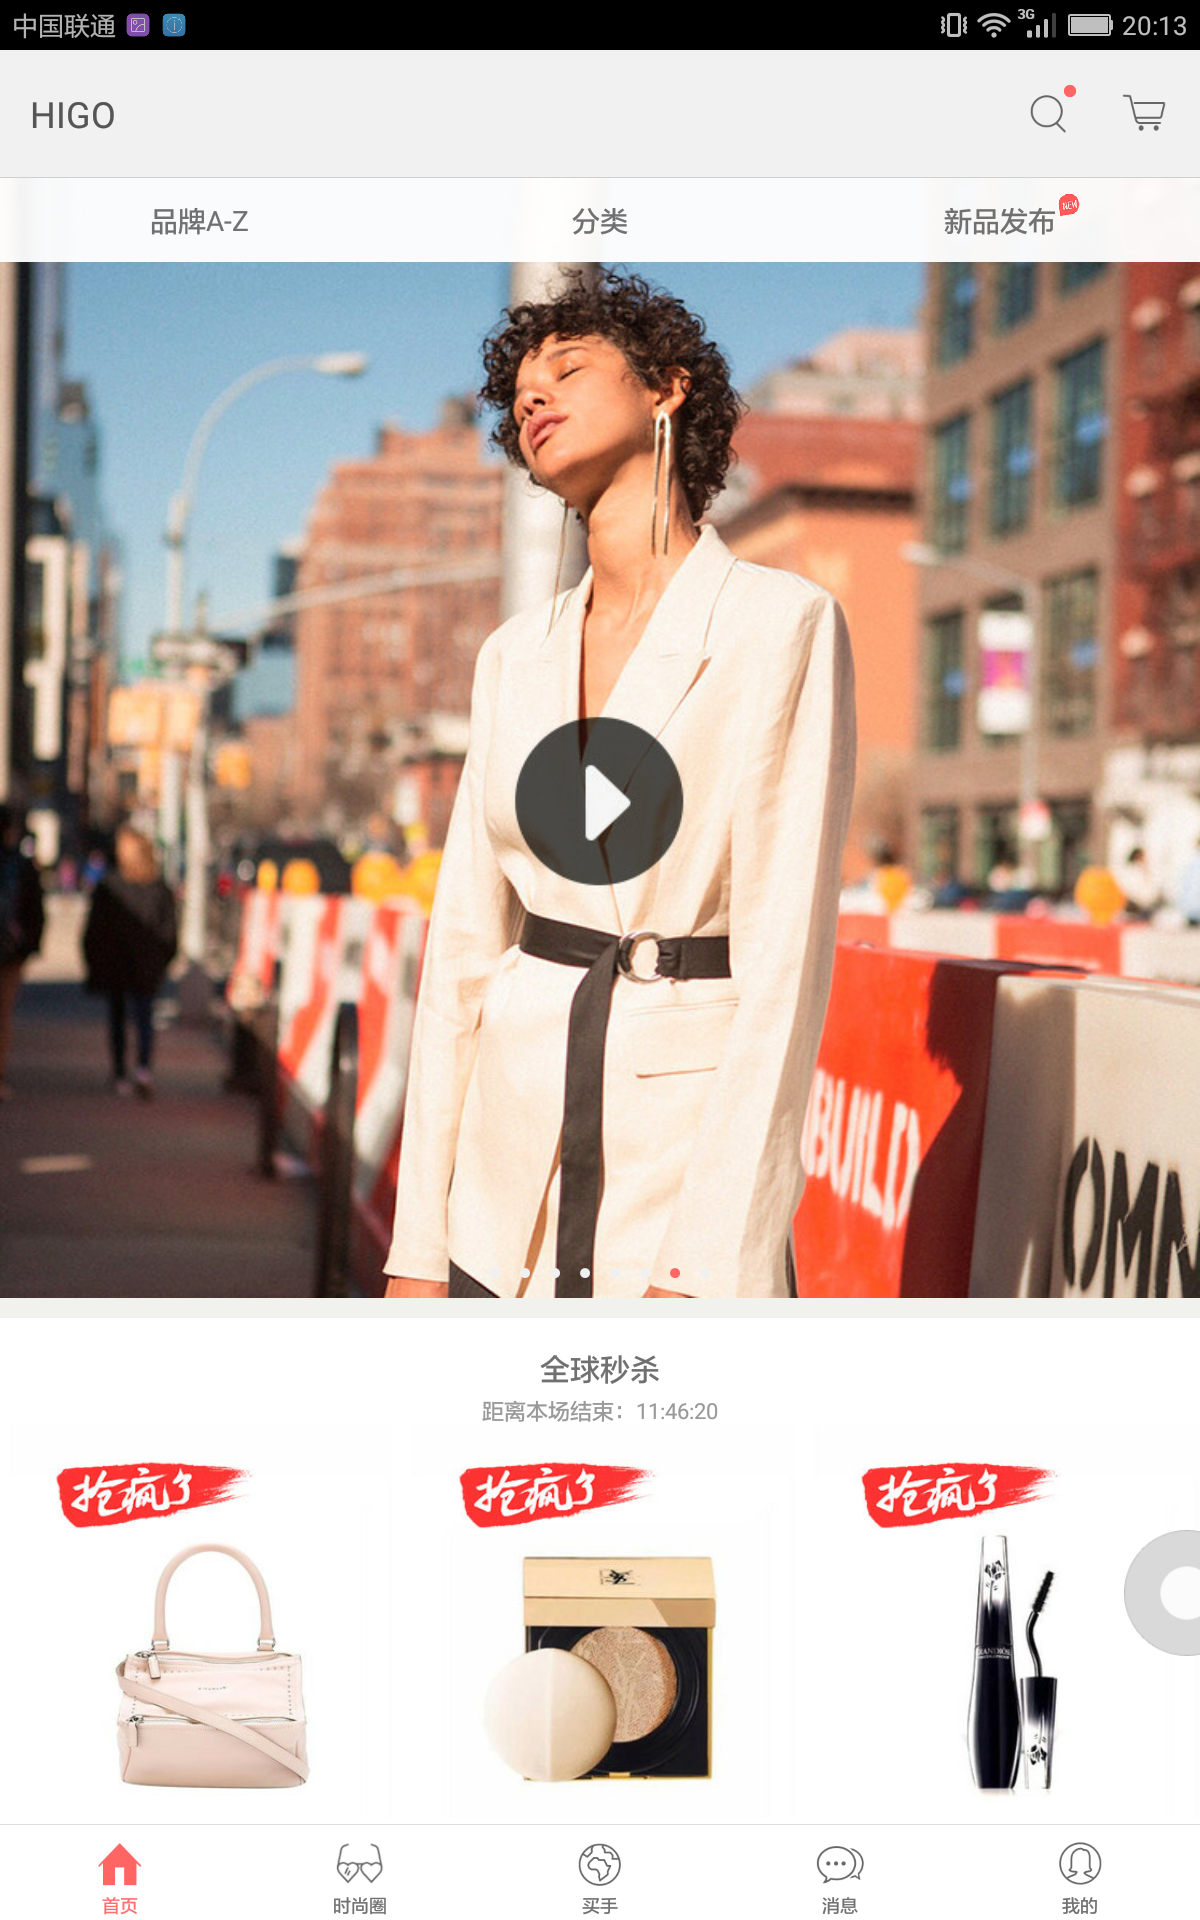 中国联通
3G
20:13
HIGO
品牌A-Z
分类
新品发布
NEW
BUILD
OMN
全球秒杀
距离本场结束：11:46:20
抢疯了
抢疯了
抢疯了
首页
时尚圈
买手
消息
我的